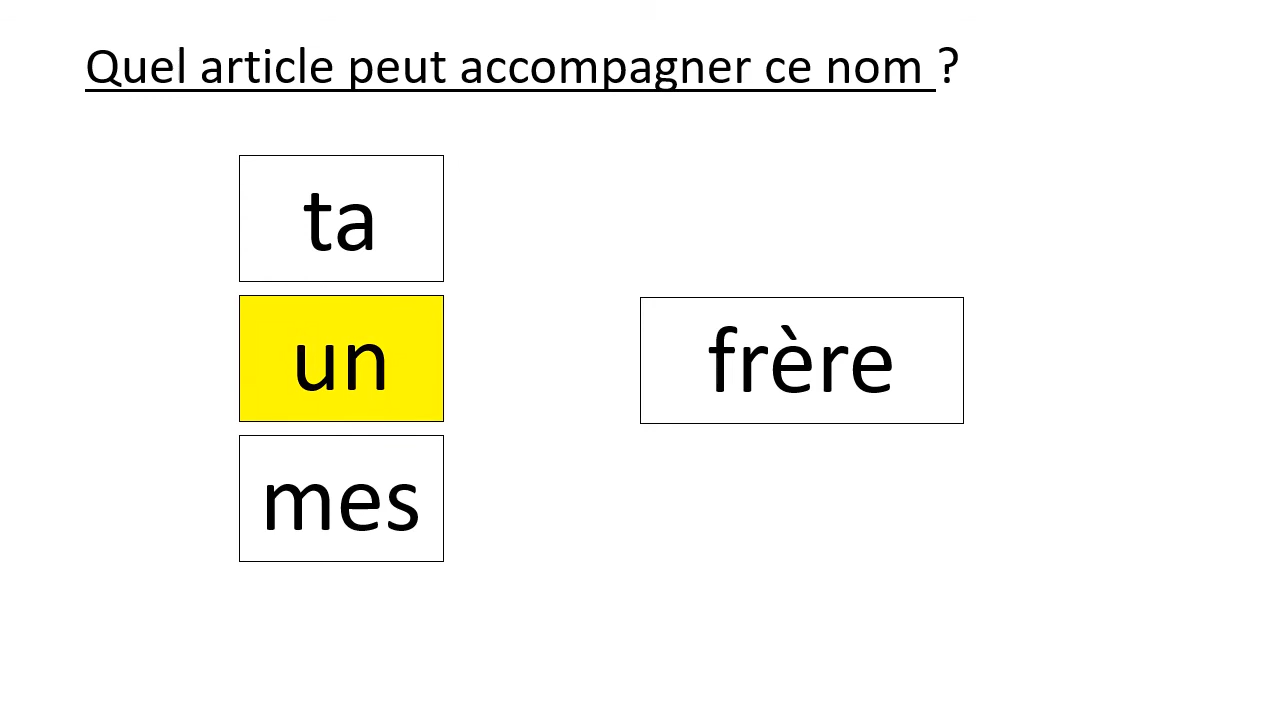 Quel article peut accompagner ce nom ?
ta
un
mes
frère